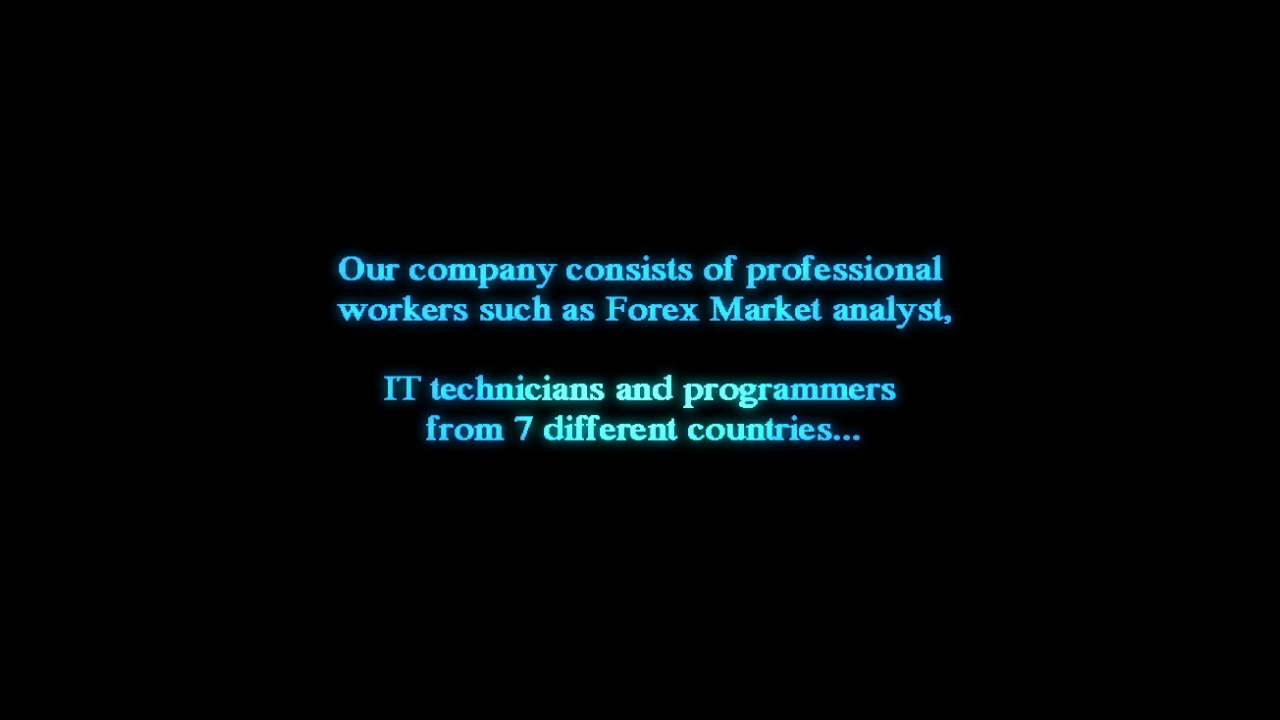 Our company consists of professional
workers such as Forex Market analyst,
IT technicians and programmers
from 7 different countries...